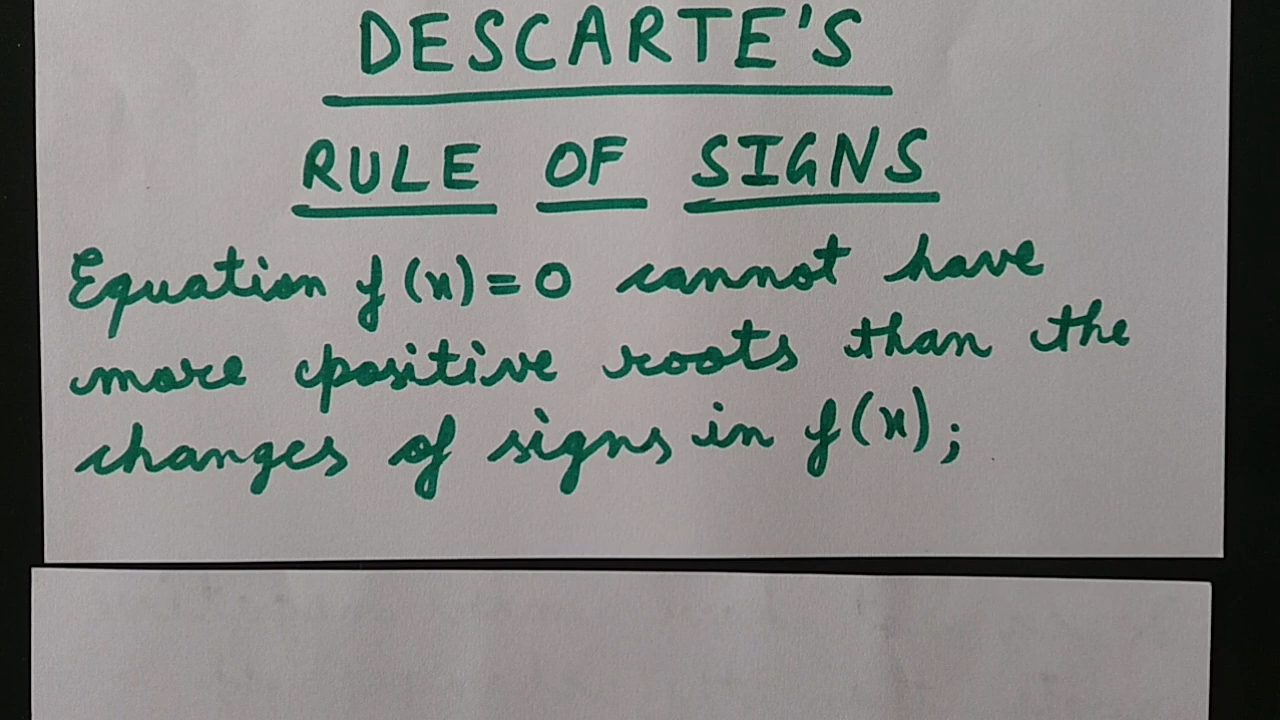 DESCARTE'S
RULE OF SIGNS
Equation f(x)=0 cannot have
more positive roots than the
changes of signs in f(x);